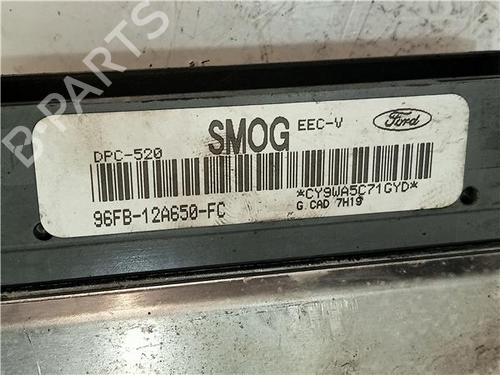 SMOG EEC-V Ford
DPC-520
*CY9WA5C71GYD*
96FB-12A650-FC G.CAD 7H19
B-PARTS